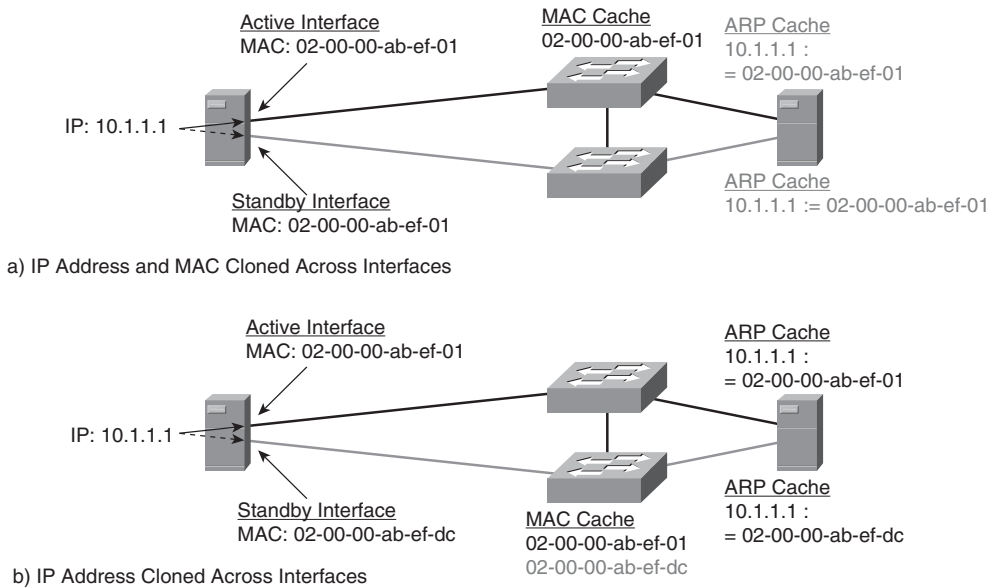 Active Interface
MAC: 02-00-00-ab-ef-01
MAC Cache
02-00-00-ab-ef-01
ARP Cache
10.1.1.1 :
= 02-00-00-ab-ef-01
IP: 10.1.1.1
Standby Interface
MAC: 02-00-00-ab-ef-01
ARP Cache
10.1.1.1 := 02-00-00-ab-ef-01
a) IP Address and MAC Cloned Across Interfaces
Active Interface
MAC: 02-00-00-ab-ef-01
ARP Cache
10.1.1.1 :
= 02-00-00-ab-ef-01
IP: 10.1.1.1
Standby Interface
MAC: 02-00-00-ab-ef-dc
MAC Cache
02-00-00-ab-ef-01
02-00-00-ab-ef-dc
ARP Cache
10.1.1.1 :
= 02-00-00-ab-ef-dc
b) IP Address Cloned Across Interfaces